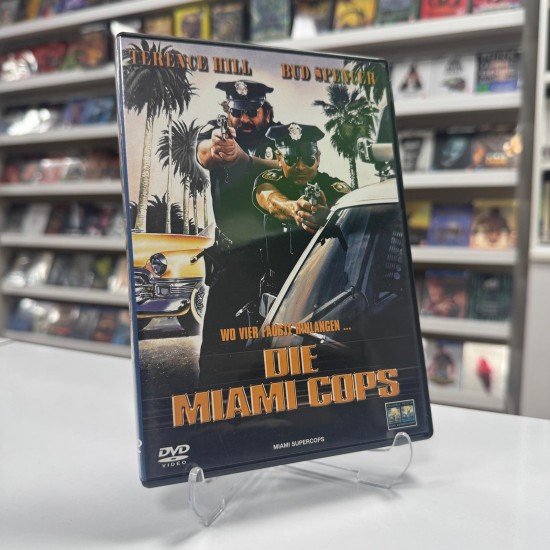 TERENCE HILL BUD SPENCER
WO VIER FÄUSTE HINLANGEN ...
DIE
MIAMI COPS
MIAMI SUPERCOPS
DVD
VIDEO